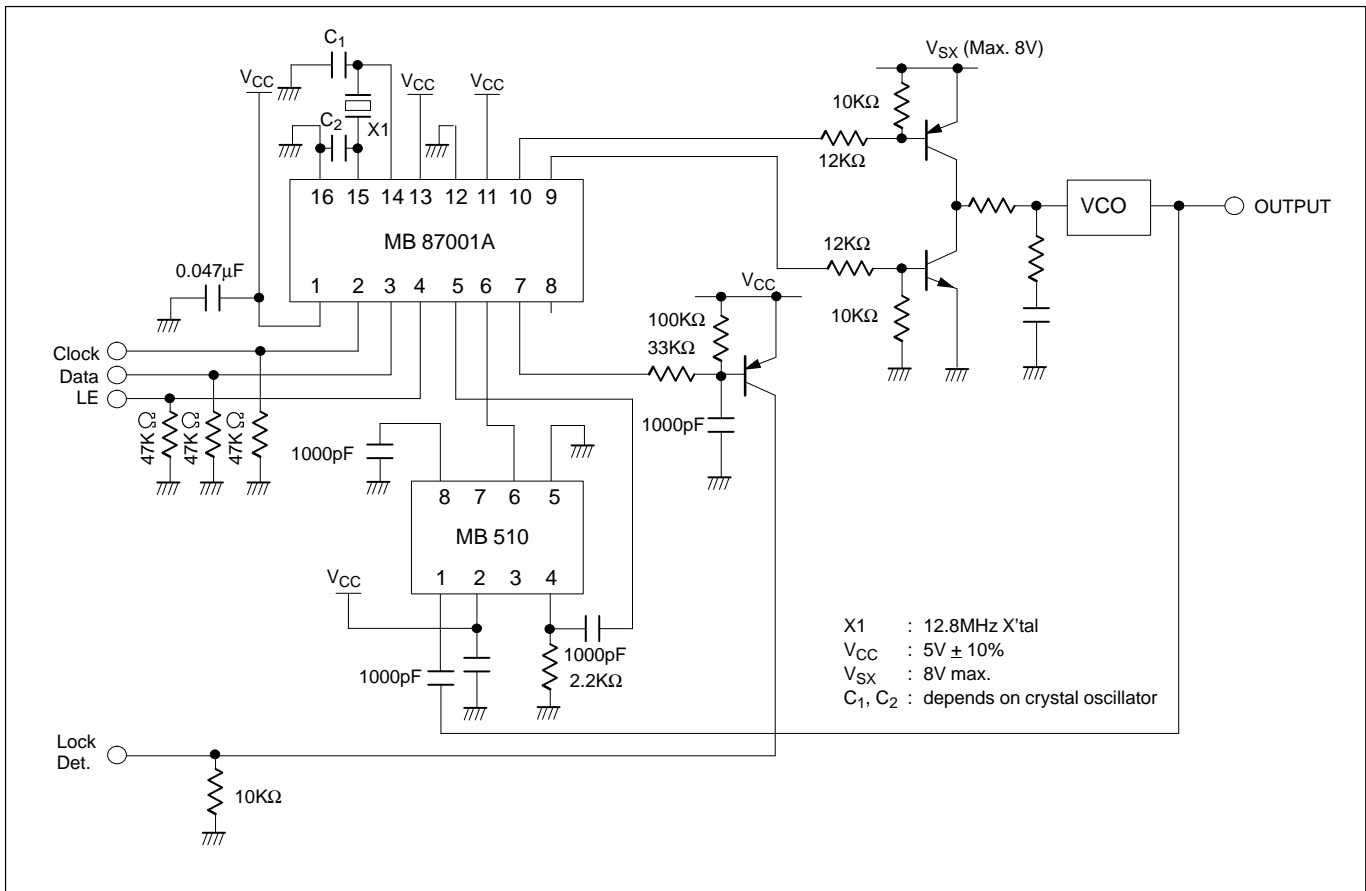 C1
VCC
VCC
VCC
VSX (Max. 8V)
10KΩ
C2
X1
12KΩ
16 15 14 13 12 11 10 9
MB 87001A
VCO
OUTPUT
12KΩ
0.047μF
1 2 3 4 5 6 7 8
VCC
10KΩ
100KΩ
33KΩ
Clock
Data
LE
47KΩ
47KΩ
47KΩ
1000pF
1000pF
8 7 6 5
MB 510
1 2 3 4
VCC
1000pF
1000pF
2.2KΩ
X1 : 12.8MHz X'tal
VCC : 5V ± 10%
VSX : 8V max.
C1, C2 : depends on crystal oscillator
Lock
Det.
10KΩ